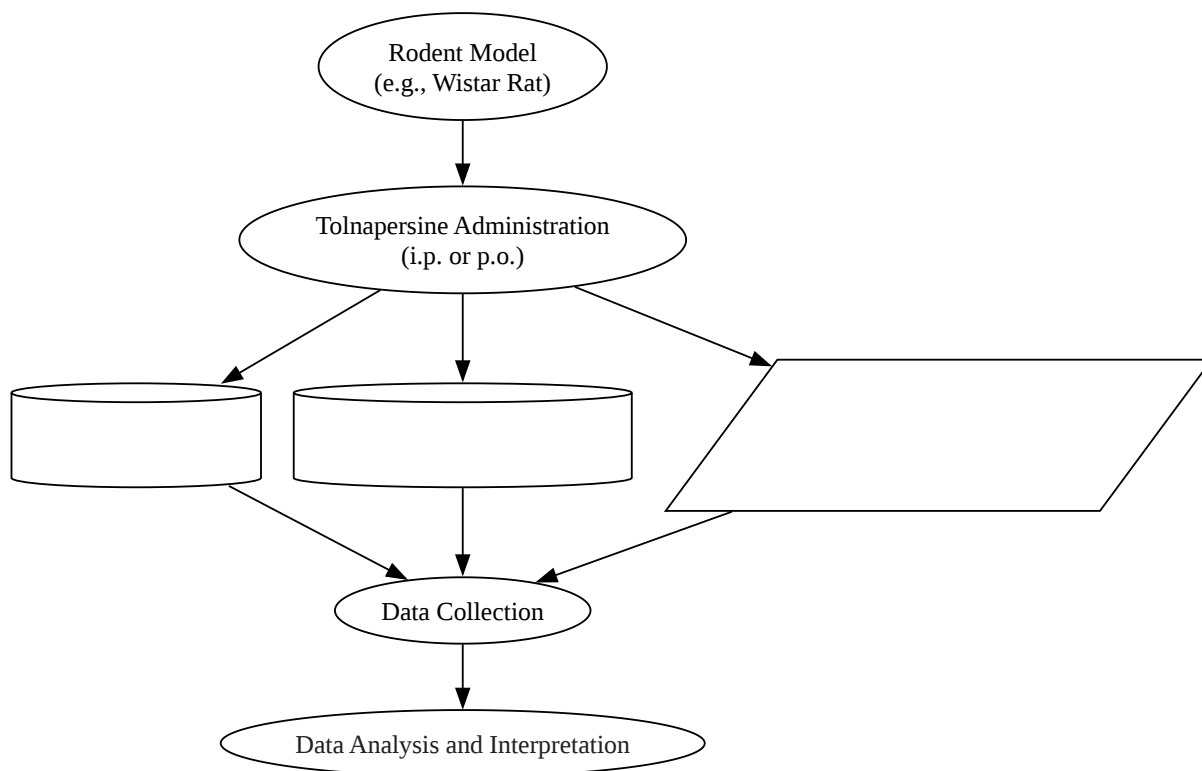 Rodent Model
(e.g., Wistar Rat)
Tolnapersine Administration
(i.p. or p.o.)
Data Collection
Data Analysis and Interpretation